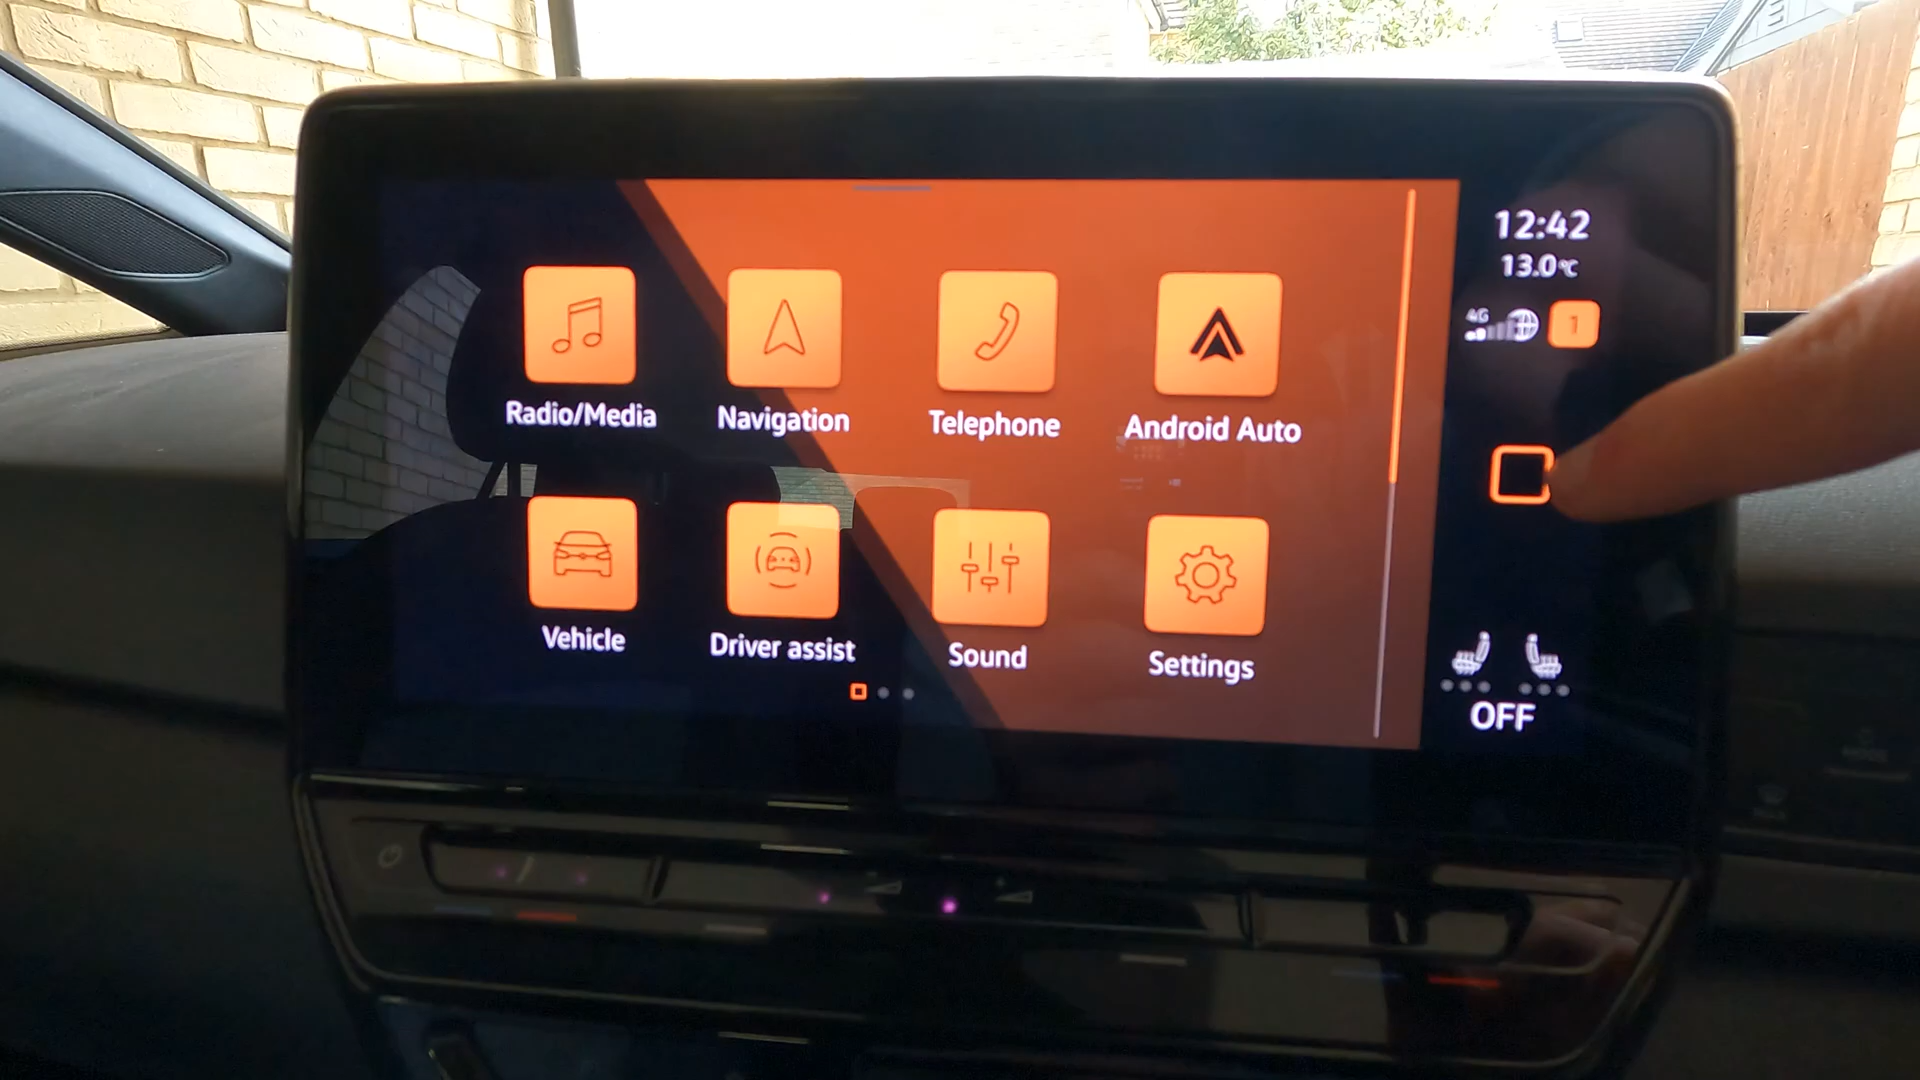 12:42
13.0°C
4G
1
Radio/Media
Navigation
Telephone
Android Auto
Vehicle
Driver assist
Sound
Settings
OFF